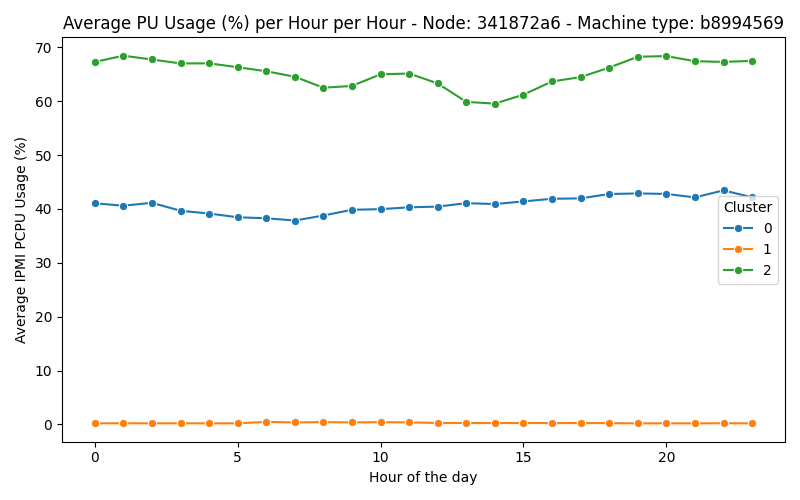 Average PU Usage (%) per Hour per Hour - Node: 341872a6 - Machine type: b8994569
Average IPMI PCPU Usage (%)
70
60
50
40
30
20
10
0
Cluster
0
1
2
0 5 10 15 20
Hour of the day